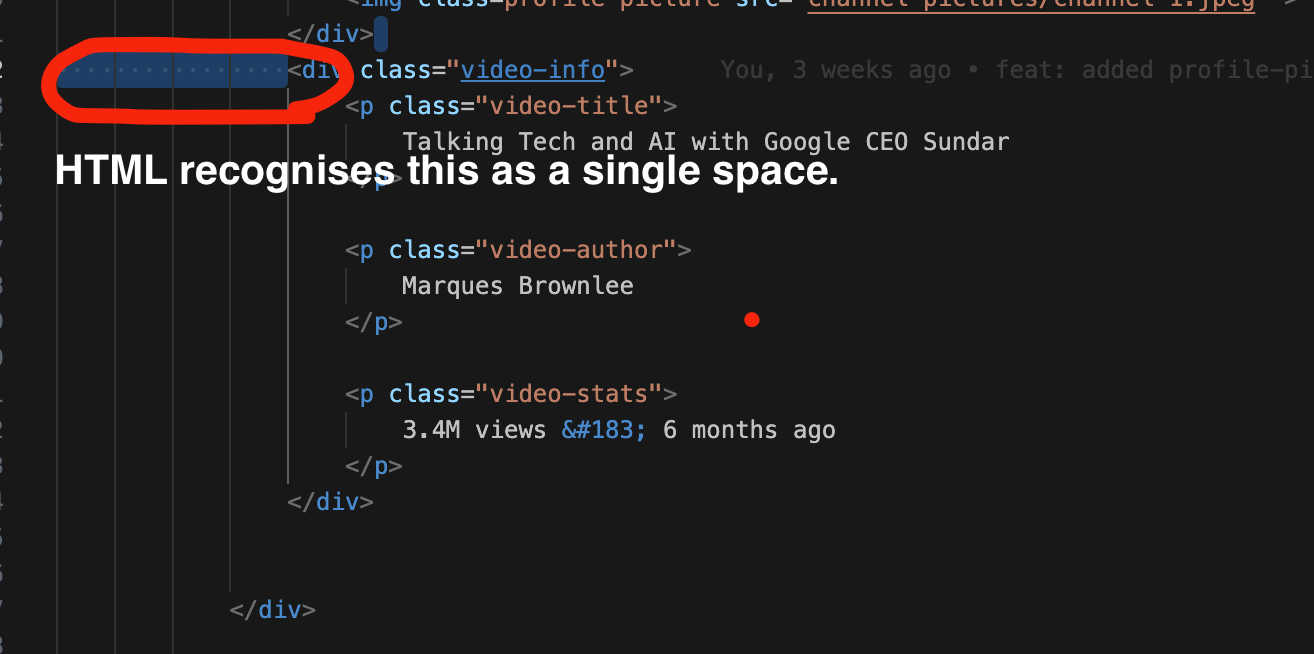 <img class=profile-picture src="channel-pictures/channel-1.jpeg">
</div>
<div class="video-info"> You, 3 weeks ago • feat: added profile-pi
<p class="video-title">
Talking Tech and AI with Google CEO Sundar
HTML recognises this as a single space.
</p>
<p class="video-author">
Marques Brownlee
</p>
<p class="video-stats">
3.4M views &#183; 6 months ago
</p>
</div>
</div>